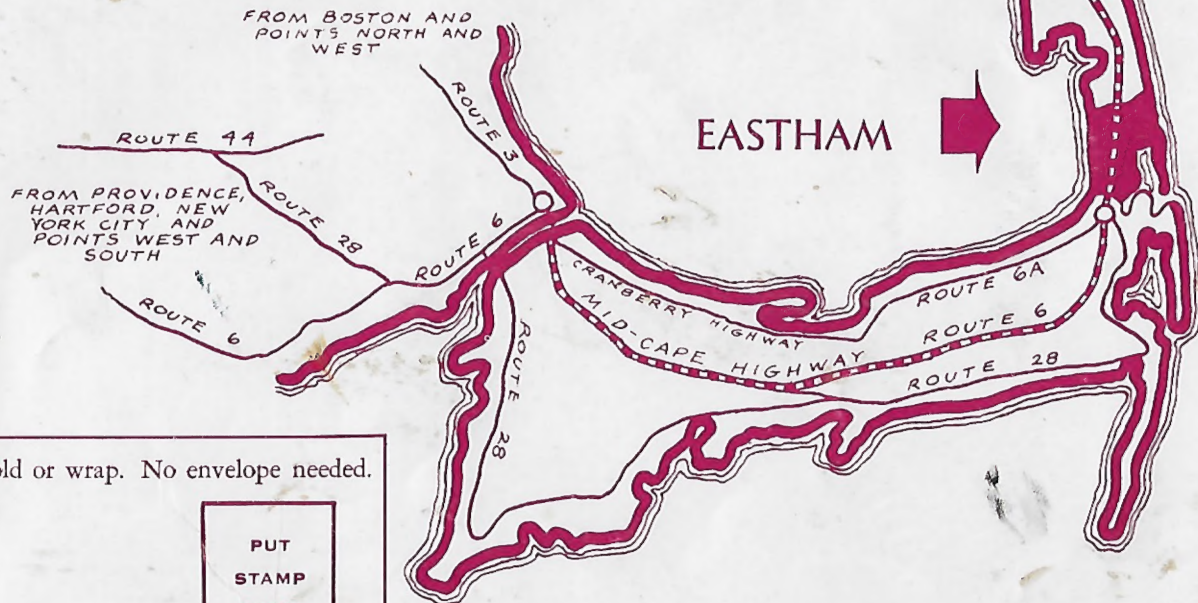 FROM BOSTON AND
POINTS NORTH AND
WEST
ROUTE 3
EASTHAM
ROUTE 44
FROM PROVIDENCE,
HARTFORD, NEW
YORK CITY AND
POINTS WEST AND
SOUTH
ROUTE 28
ROUTE 6
ROUTE 6
CRANBERRY HIGHWAY
ROUTE 6A
MID-CAPE HIGHWAY
ROUTE 6
ROUTE 28
ROUTE 28
or wrap. No envelope needed.
PUT
STAMP